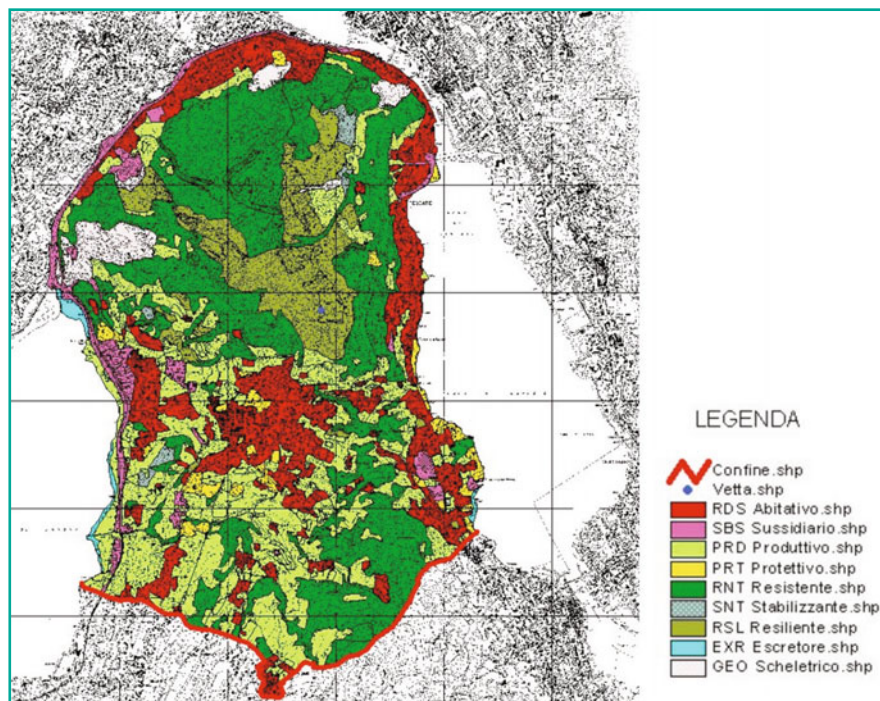 LEGENDA
Confine.shp
Vetta.shp
RDS Abitativo.shp
SBS Sussidiario.shp
PRD Produttivo.shp
PRT Protettivo.shp
RNT Resistente.shp
SNT Stabilizzante.shp
RSL Resiliente.shp
EXR Escretore.shp
GEO Scheletrico.shp